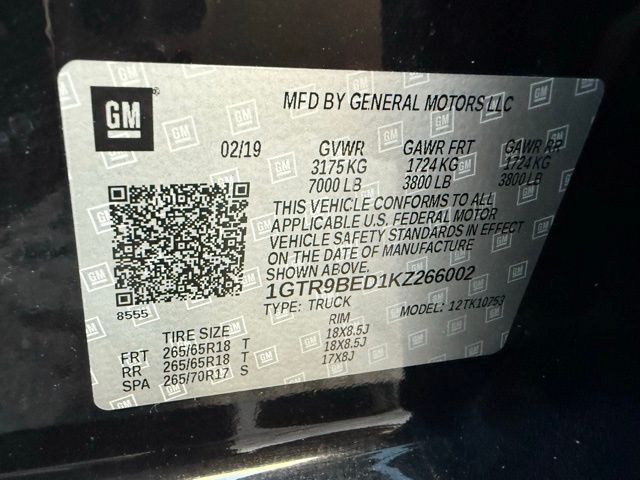 GM
MFD BY GENERAL MOTORS LLC
02/19 GVWR GAWR FRT GAWR RR
3175 KG 1724 KG 1724 KG
7000 LB 3800 LB 3800 LB
THIS VEHICLE CONFORMS TO ALL
APPLICABLE U.S. FEDERAL MOTOR
VEHICLE SAFETY STANDARDS IN EFFECT
ON THE DATE OF MANUFACTURE
SHOWN ABOVE.
1GTR9BED1KZ266002
8555
TYPE: TRUCK MODEL: 12TK10753
TIRE SIZE RIM
FRT 265/65R18 T 18X8.5J
RR 265/65R18 T 18X8.5J
SPA 265/70R17 S 17X8J